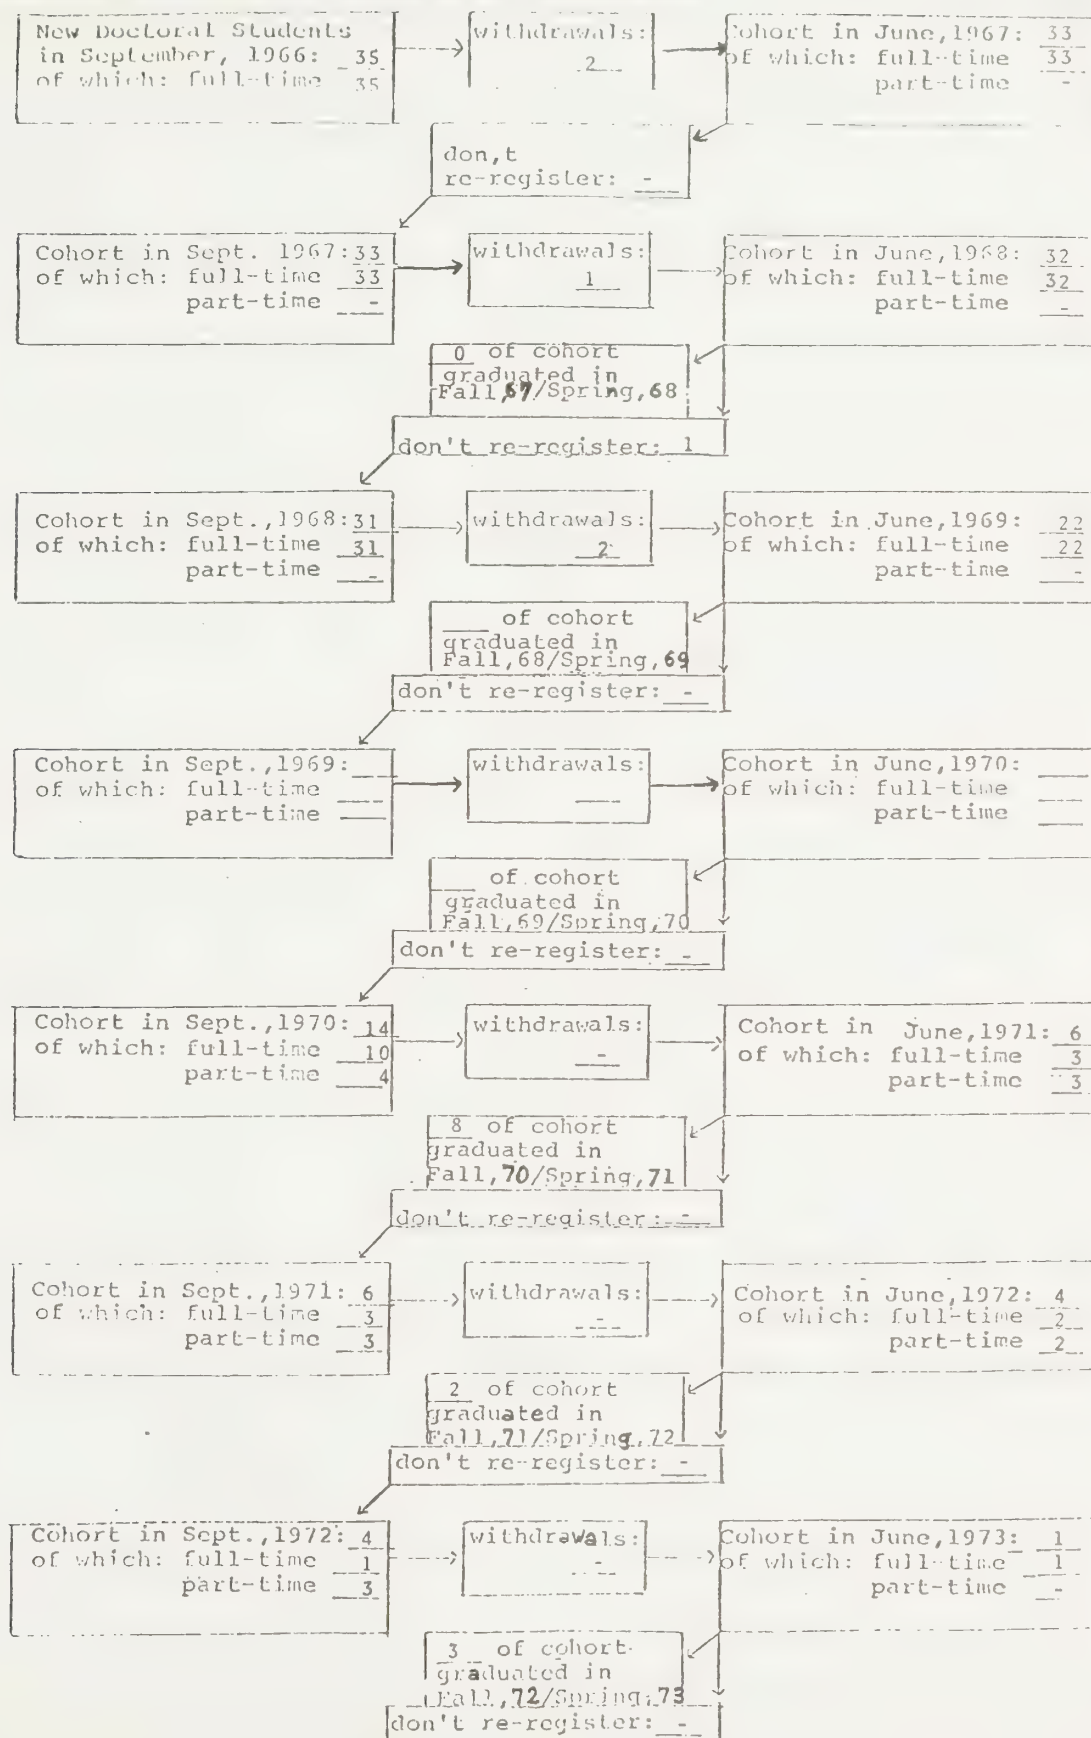 New Doctoral Students
in September, 1966: 35
of which: full-time 35
withdrawals:
2
Cohort in June,1967: 33
of which: full-time 33
part-time -
don,t
re-register: -
Cohort in Sept. 1967:33
of which: full-time 33
part-time -
withdrawals:
1
Cohort in June,1968: 32
of which: full-time 32
part-time -
0 of cohort
graduated in
Fall,67/Spring,68
don't re-register: 1
Cohort in Sept.,1968:31
of which: full-time 31
part-time -
withdrawals:
2
Cohort in June,1969: 22
of which: full-time 22
part-time -
___ of cohort
graduated in
Fall,68/Spring,69
don't re-register: -
Cohort in Sept.,1969: ___
of which: full-time ___
part-time ___
withdrawals:
___
Cohort in June,1970: ___
of which: full-time ___
part-time ___
___ of cohort
graduated in
Fall,69/Spring,70
don't re-register: -
Cohort in Sept.,1970: 14
of which: full-time 10
part-time 4
withdrawals:
-
Cohort in June,1971: 6
of which: full-time 3
part-time 3
8 of cohort
graduated in
Fall,70/Spring,71
don't re-register: -
Cohort in Sept.,1971: 6
of which: full-time 3
part-time 3
withdrawals:
-
Cohort in June,1972: 4
of which: full-time 2
part-time 2
2 of cohort
graduated in
Fall,71/Spring,72
don't re-register: -
Cohort in Sept.,1972: 4
of which: full-time 1
part-time 3
withdrawals:
-
Cohort in June,1973: 1
of which: full-time 1
part-time -
3 of cohort
graduated in
Fall,72/Spring,73
don't re-register: -